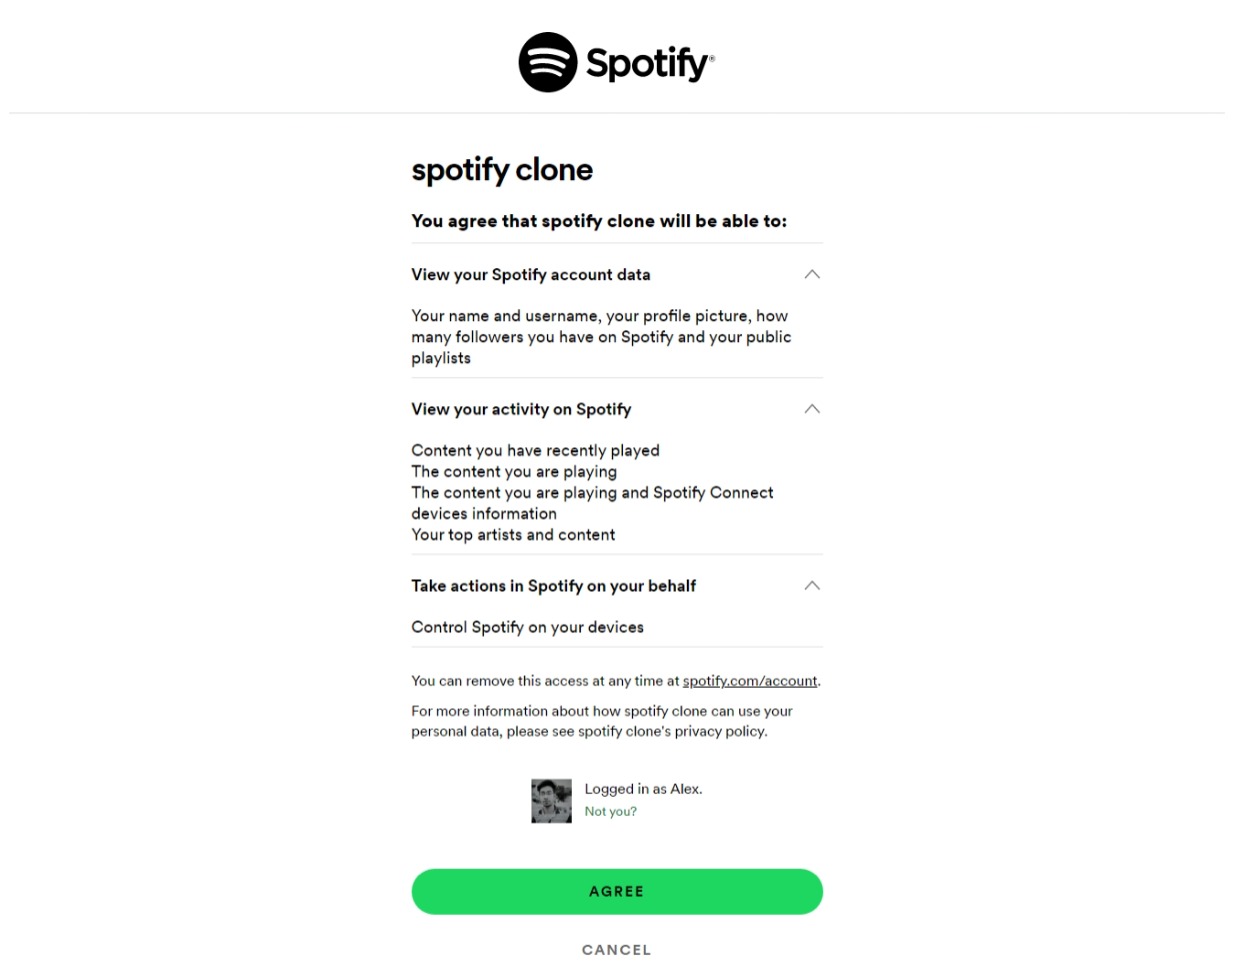 Spotify®
spotify clone
You agree that spotify clone will be able to:
View your Spotify account data
Your name and username, your profile picture, how
many followers you have on Spotify and your public
playlists
View your activity on Spotify
Content you have recently played
The content you are playing
The content you are playing and Spotify Connect
devices information
Your top artists and content
Take actions in Spotify on your behalf
Control Spotify on your devices
You can remove this access at any time at spotify.com/account.
For more information about how spotify clone can use your
personal data, please see spotify clone's privacy policy.
Logged in as Alex.
Not you?
AGREE
CANCEL